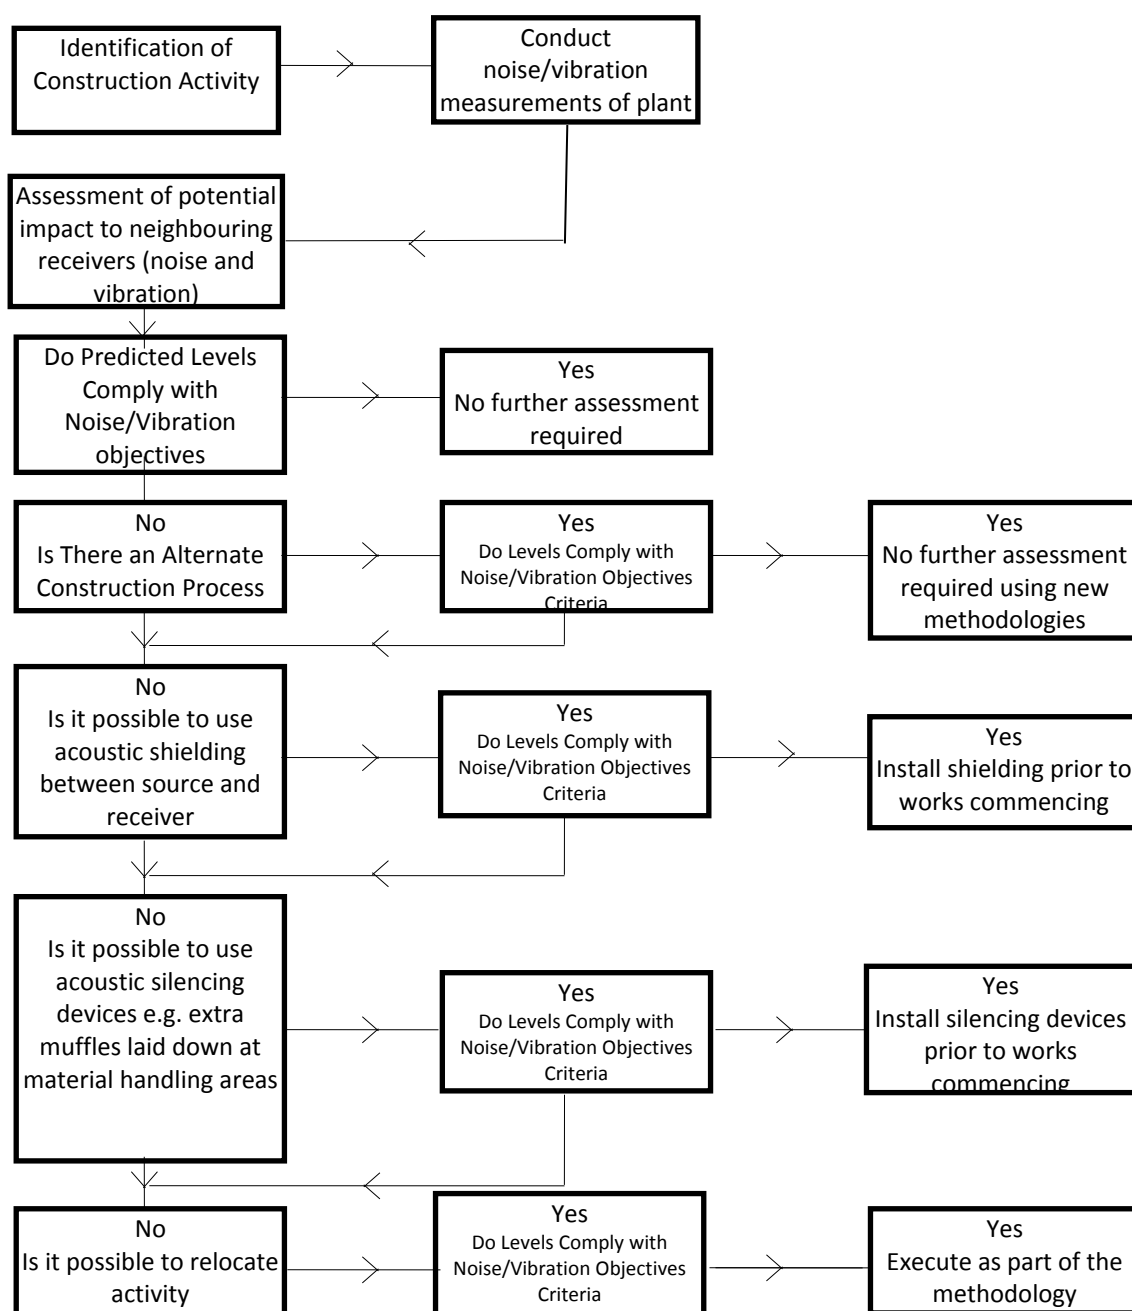 Identification of
Construction Activity
Conduct
noise/vibration
measurements of plant
Assessment of potential
impact to neighbouring
receivers (noise and
vibration)
Do Predicted Levels
Comply with
Noise/Vibration
objectives
Yes
No further assessment
required
No
Is There an Alternate
Construction Process
Yes
Do Levels Comply with
Noise/Vibration Objectives
Criteria
Yes
No further assessment
required using new
methodologies
No
Is it possible to use
acoustic shielding
between source and
receiver
Yes
Do Levels Comply with
Noise/Vibration Objectives
Criteria
Yes
Install shielding prior to
works commencing
No
Is it possible to use
acoustic silencing
devices e.g. extra
muffles laid down at
material handling areas
Yes
Do Levels Comply with
Noise/Vibration Objectives
Criteria
Yes
Install silencing devices
prior to works
commencing
No
Is it possible to relocate
activity
Yes
Do Levels Comply with
Noise/Vibration Objectives
Criteria
Yes
Execute as part of the
methodology